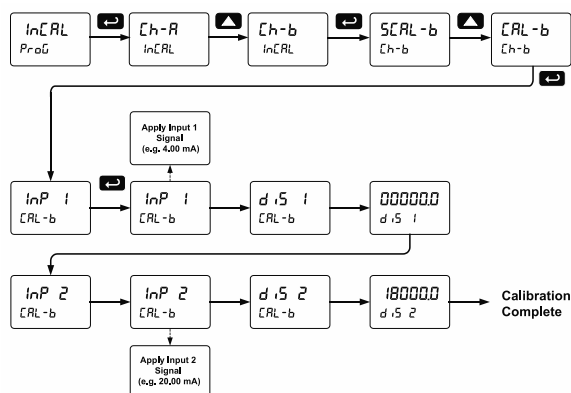 InCAL
ProG
Ch-A
InCAL
Ch-b
InCAL
SCAL-b
Ch-b
CAL-b
Ch-b
Apply Input 1
Signal
(e.g. 4.00 mA)
InP 1
CAL-b
InP 1
CAL-b
diS 1
CAL-b
00000.0
diS 1
InP 2
CAL-b
InP 2
CAL-b
diS 2
CAL-b
18000.0
diS 2
Calibration
Complete
Apply Input 2
Signal
(e.g. 20.00 mA)